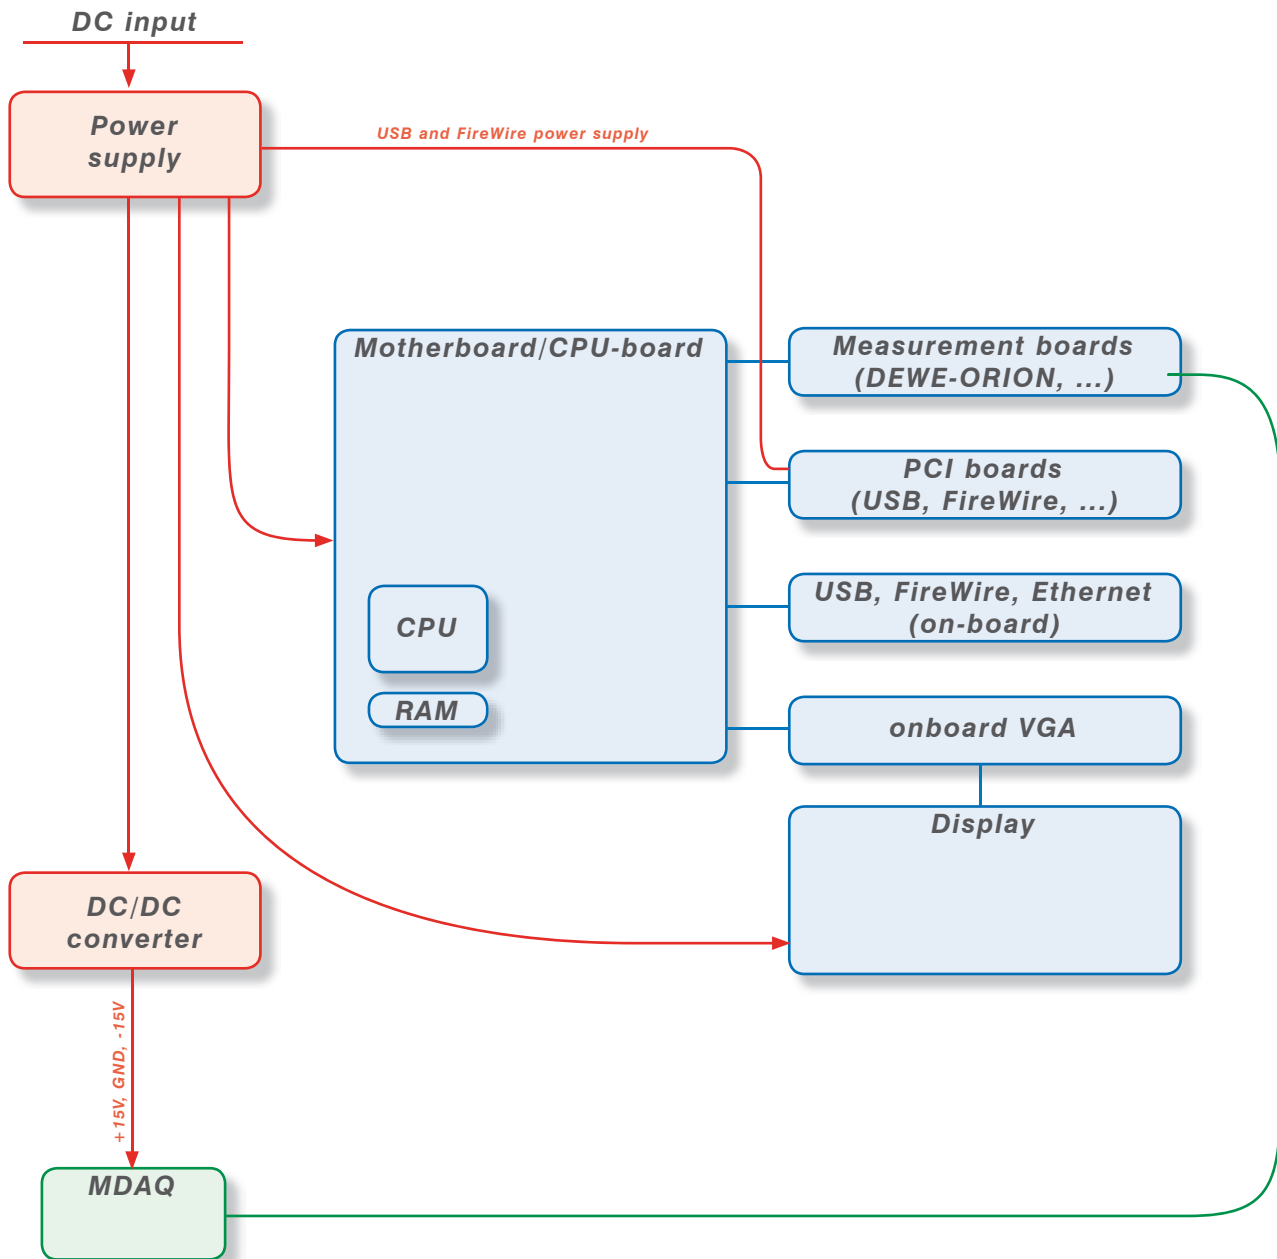 DC input
Power
supply
USB and FireWire power supply
Motherboard/CPU-board
Measurement boards
(DEWE-ORION, ...)
PCI boards
(USB, FireWire, ...)
USB, FireWire, Ethernet
(on-board)
CPU
RAM
onboard VGA
Display
DC/DC
converter
+15V, GND, -15V
MDAQ